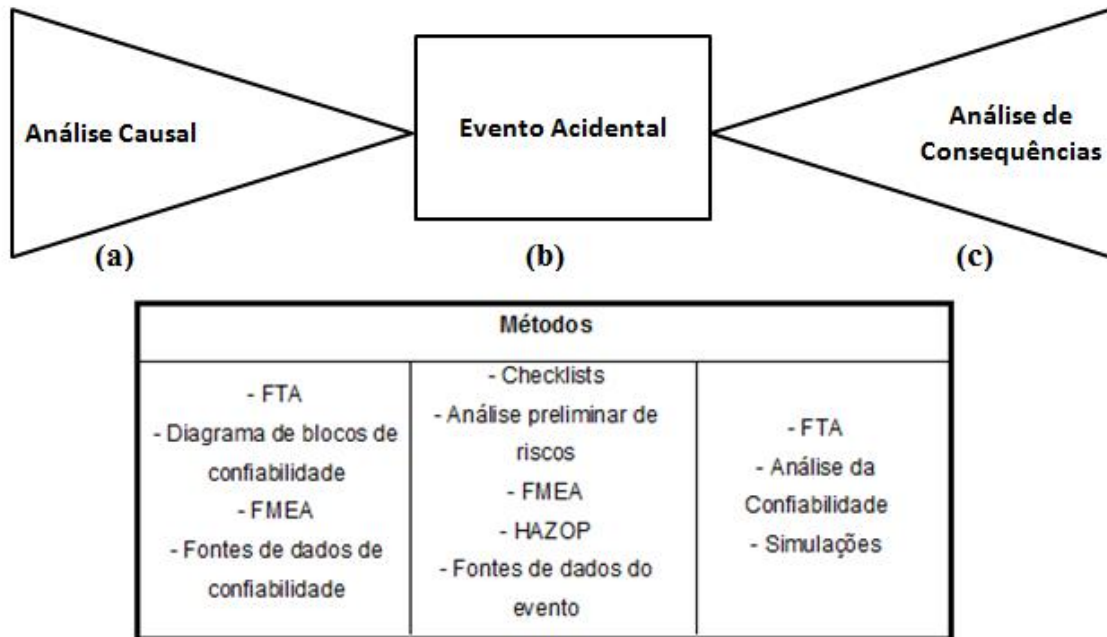 Análise Causal
Evento Acidental
Análise de
Consequências
(a)
(b)
(c)
Métodos
- FTA
- Diagrama de blocos de
confiabilidade
- FMEA
- Fontes de dados de
confiabilidade
- Checklists
- Análise preliminar de
riscos
- FMEA
- HAZOP
- Fontes de dados do
evento
- FTA
- Análise da
Confiabilidade
- Simulações